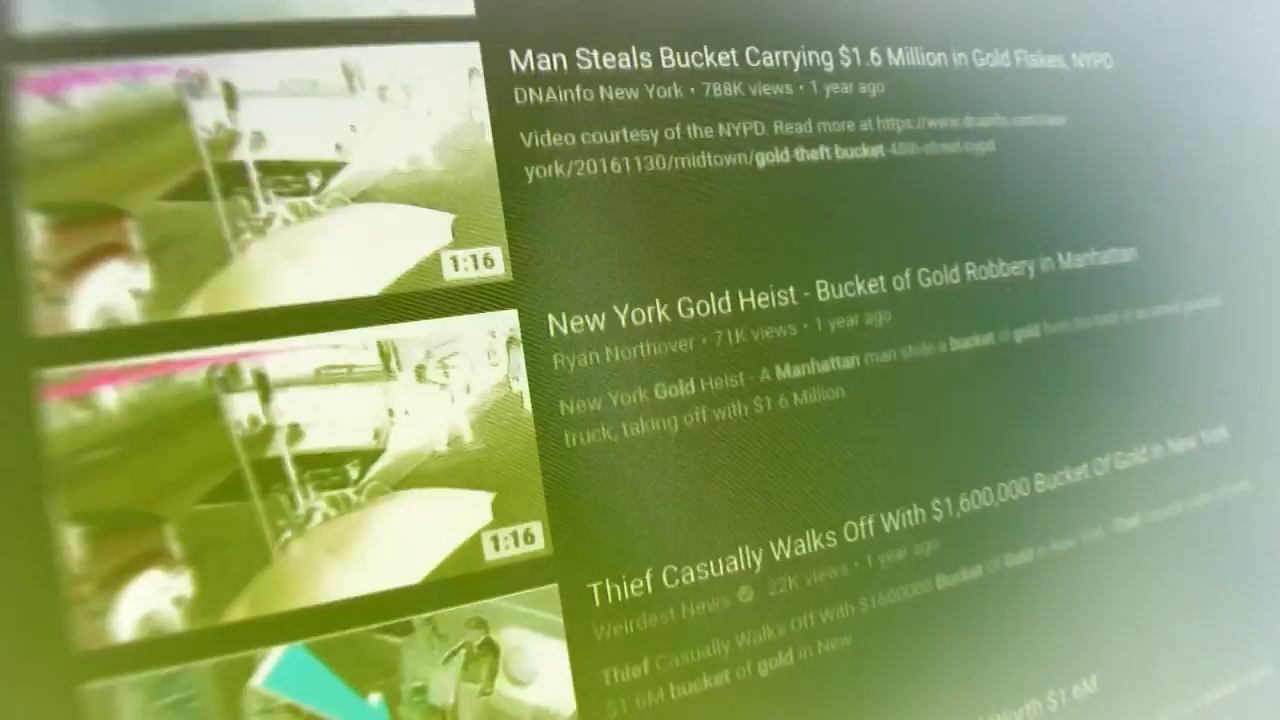 Man Steals Bucket Carrying $1.6 Million in Gold Flakes, NYPD
DNAinfo New York • 788K views • 1 year ago
Video courtesy of the NYPD. Read more at https://www.dnainfo.com/new-
york/20161130/midtown/gold-theft-bucket-48th-street-nypd
1:16
New York Gold Heist - Bucket of Gold Robbery in Manhattan
Ryan Northover • 71K views • 1 year ago
New York Gold Heist - A Manhattan man stole a bucket of gold from the back of an armed
truck, taking off with $1.6 Million
1:16
Thief Casually Walks Off With $1,600,000 Bucket Of Gold in New York
Weirdest News 22K views • 1 year ago
Thief Casually Walks Off With $1600000 Bucket of Gold in New York. Thief
$1.6M bucket of gold in New
Worth $1.6M